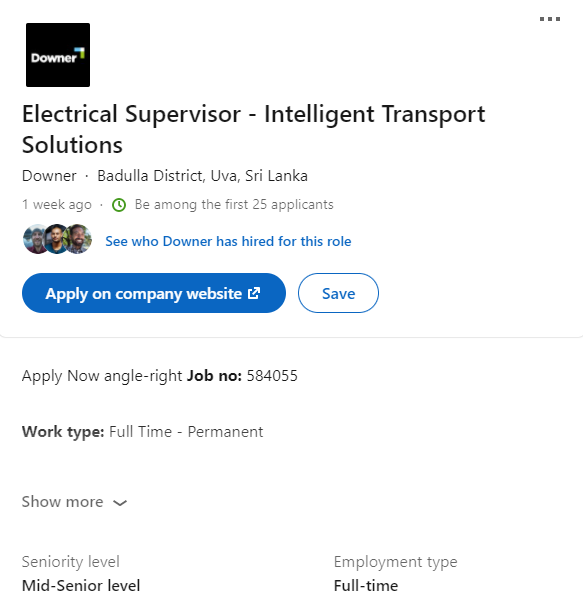 Downer
Electrical Supervisor - Intelligent Transport
Solutions
Downer · Badulla District, Uva, Sri Lanka
1 week ago · Be among the first 25 applicants
See who Downer has hired for this role
Apply on company website
Save
Apply Now angle-right Job no: 584055
Work type: Full Time - Permanent
Show more
Seniority level
Mid-Senior level
Employment type
Full-time